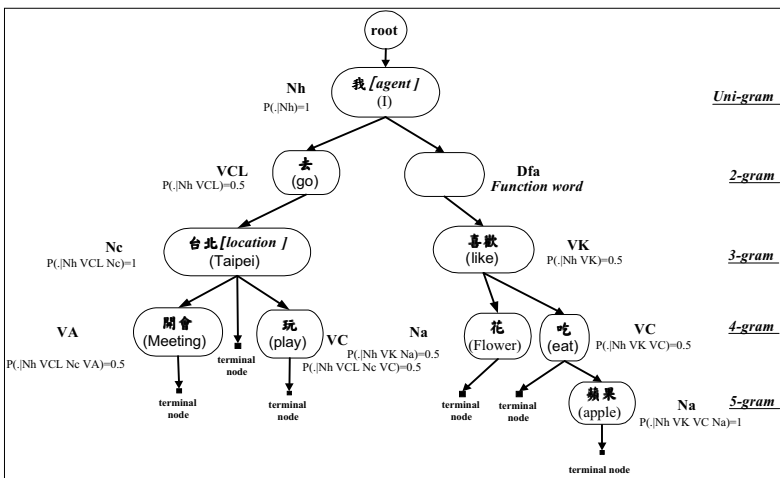 root
我[agent]
(I)
Nh
P(.|Nh)=1
Uni-gram
VCL
P(.|Nh VCL)=0.5
去
(go)
Dfa
Function word
2-gram
Nc
P(.|Nh VCL Nc)=1
台北[location]
(Taipei)
喜歡
(like)
VK
P(.|Nh VK)=0.5
3-gram
VA
P(.|Nh VCL Nc VA)=0.5
開會
(Meeting)
terminal
node
玩
(play)
VC
P(.|Nh VCL Nc VC)=0.5
Na
P(.|Nh VK Na)=0.5
花
(Flower)
吃
(eat)
VC
P(.|Nh VK VC)=0.5
4-gram
terminal
node
terminal
node
terminal
node
terminal
node
蘋果
(apple)
Na
P(.|Nh VK VC Na)=1
5-gram
terminal node